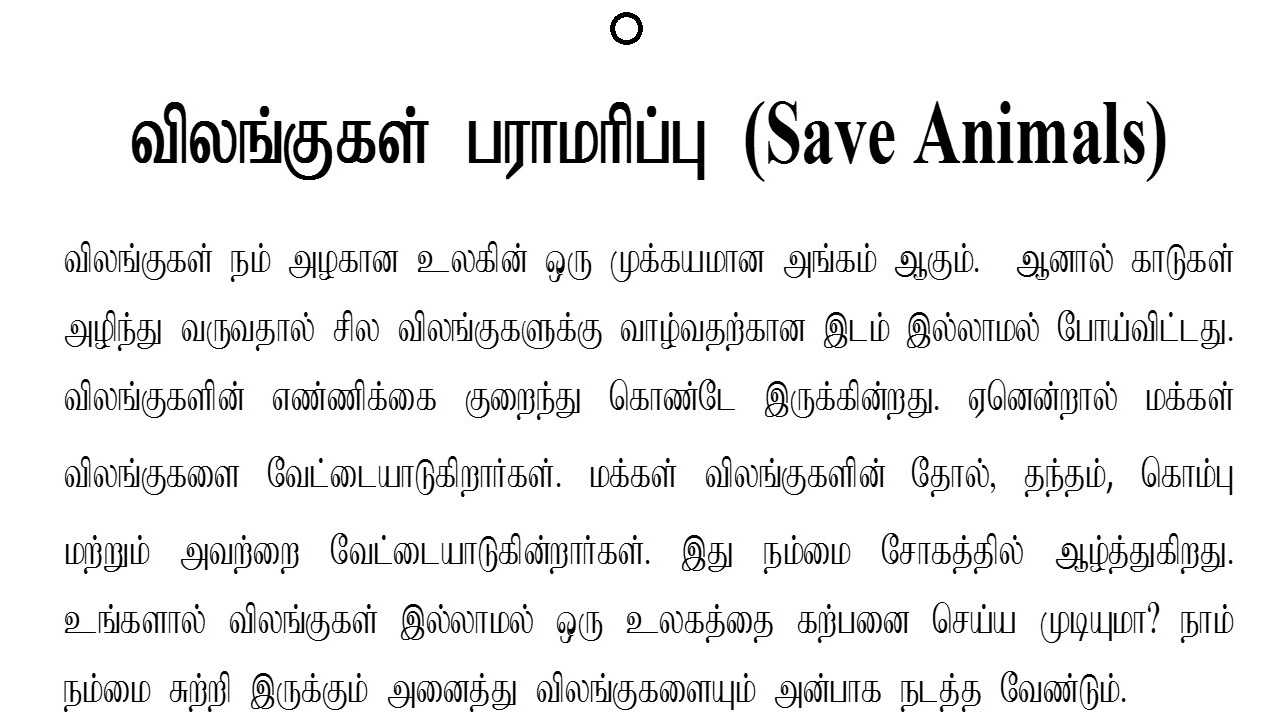 விலங்குகள் பராமரிப்பு (Save Animals)
விலங்குகள் நம் அழகான உலகின் ஒரு முக்கயமான அங்கம் ஆகும். ஆனால் காடுகள்
அழிந்து வருவதால் சில விலங்குகளுக்கு வாழ்வதற்கான இடம் இல்லாமல் போய்விட்டது.
விலங்குகளின் எண்ணிக்கை குறைந்து கொண்டே இருக்கின்றது. ஏனென்றால் மக்கள்
விலங்குகளை வேட்டையாடுகிறார்கள். மக்கள் விலங்குகளின் தோல், தந்தம், கொம்பு
மற்றும் அவற்றை வேட்டையாடுகின்றார்கள். இது நம்மை சோகத்தில் ஆழ்த்துகிறது.
உங்களால் விலங்குகள் இல்லாமல் ஒரு உலகத்தை கற்பனை செய்ய முடியுமா? நாம்
நம்மை சுற்றி இருக்கும் அனைத்து விலங்குகளையும் அன்பாக நடத்த வேண்டும்.